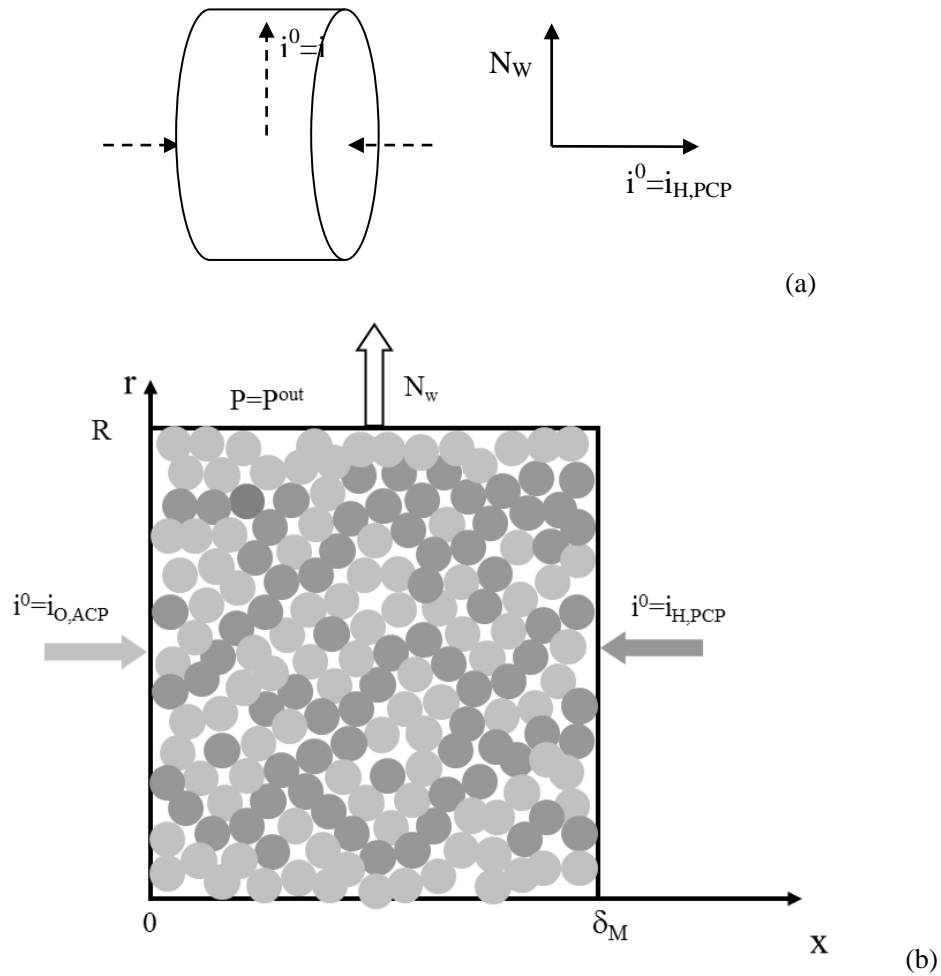 i⁰=i
N_W
i⁰=i_H,PCP
(a)
r
P=P^out
N_w
R
i⁰=i_O,ACP
i⁰=i_H,PCP
0
δ_M
x
(b)